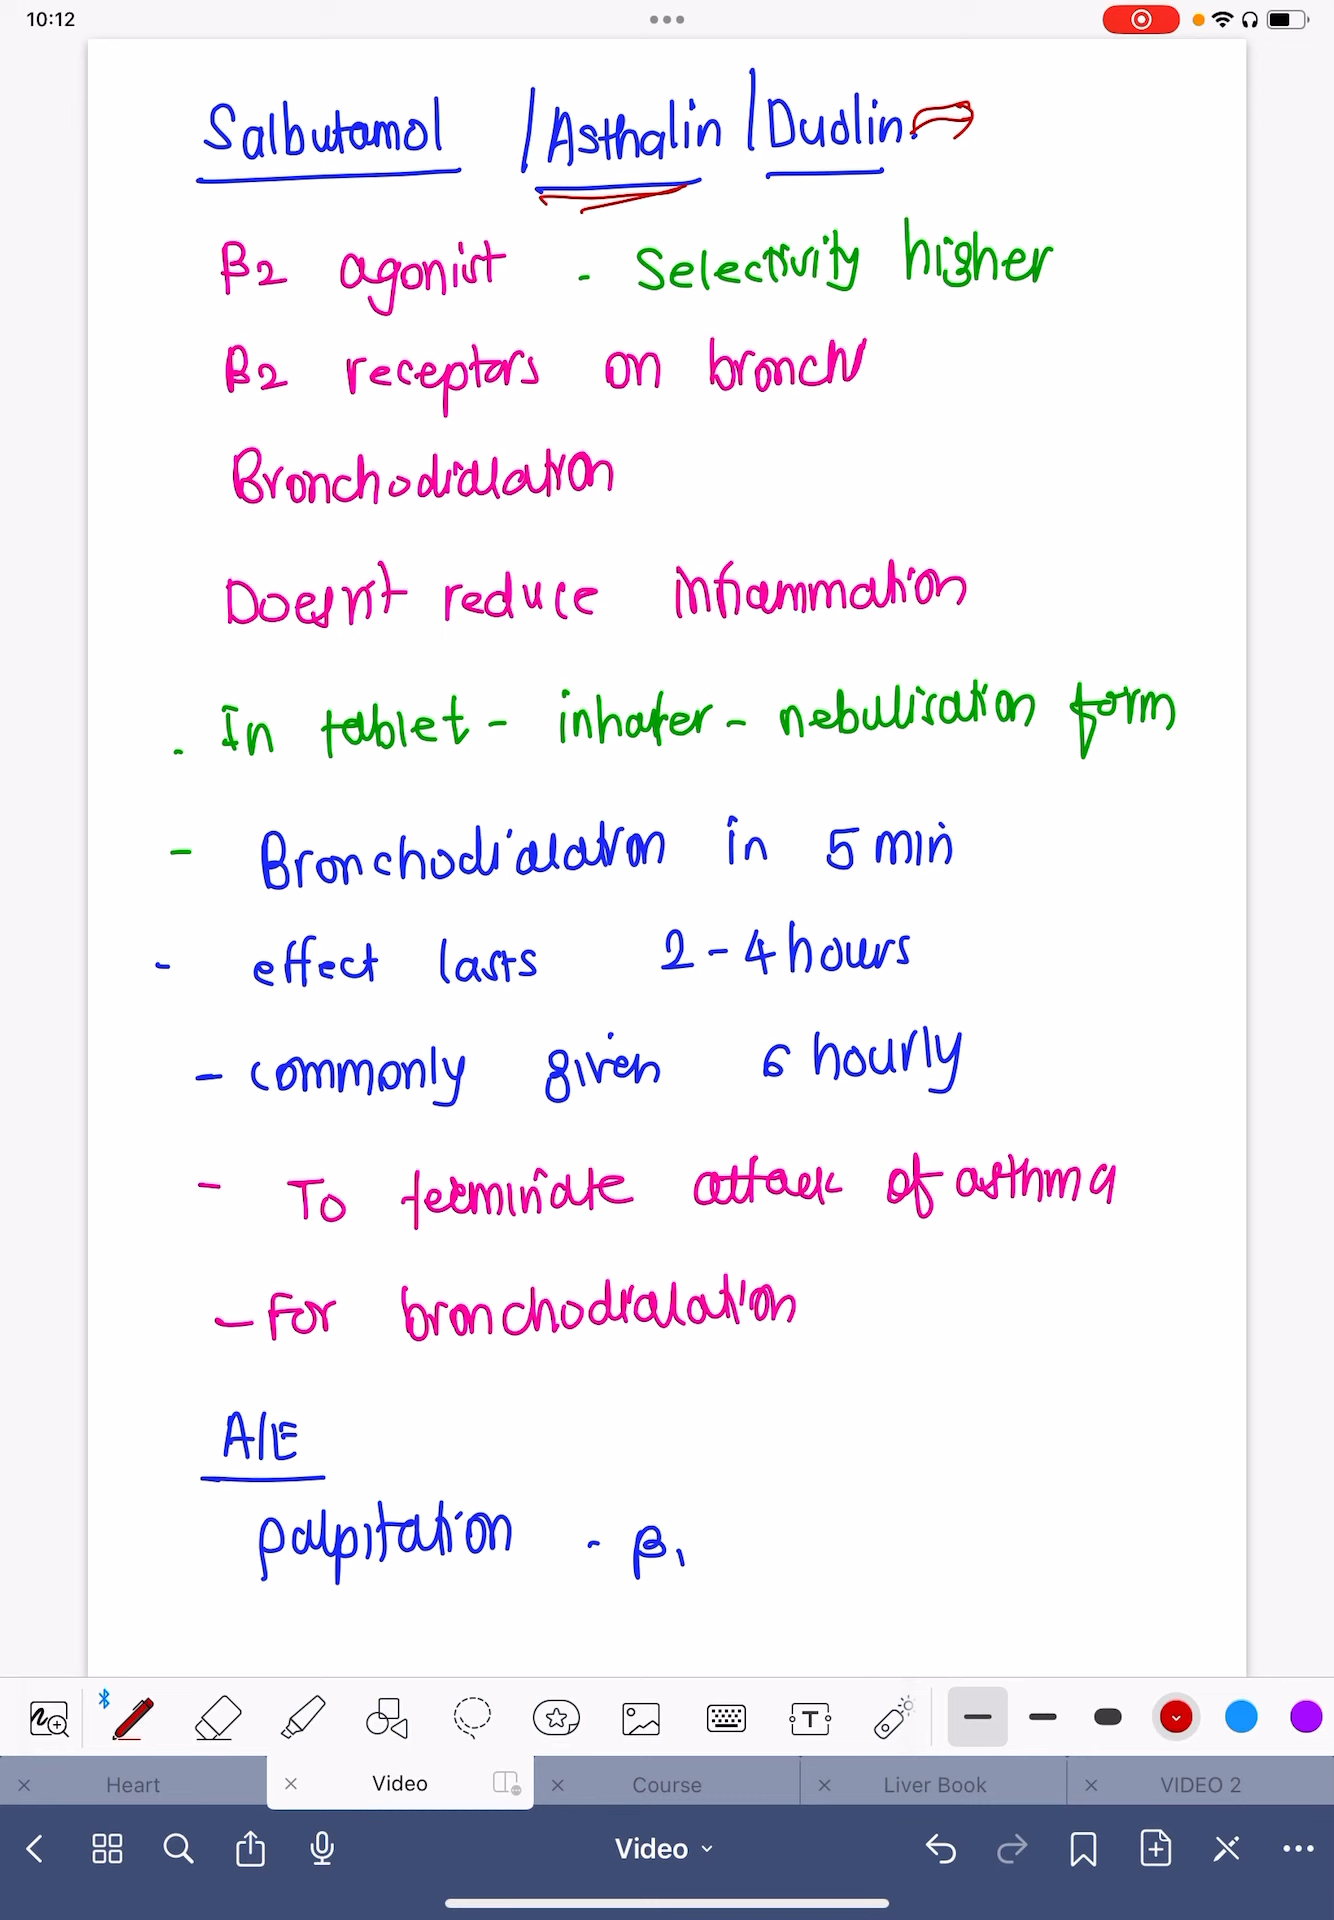 10:12
Salbutamol / Asthalin / Duolin
β2 agonist - Selectivity higher
β2 receptors on bronchi
Bronchodialation
Doesn't reduce inflammation
. In tablet - inhaler - nebulisation form
- Bronchodialation in 5 min
- effect lasts 2-4 hours
- commonly given 6 hourly
- To terminate attack of asthma
- For bronchodialation
A/E
palpitation - β1
T
Heart Video Course Liver Book VIDEO 2
Video